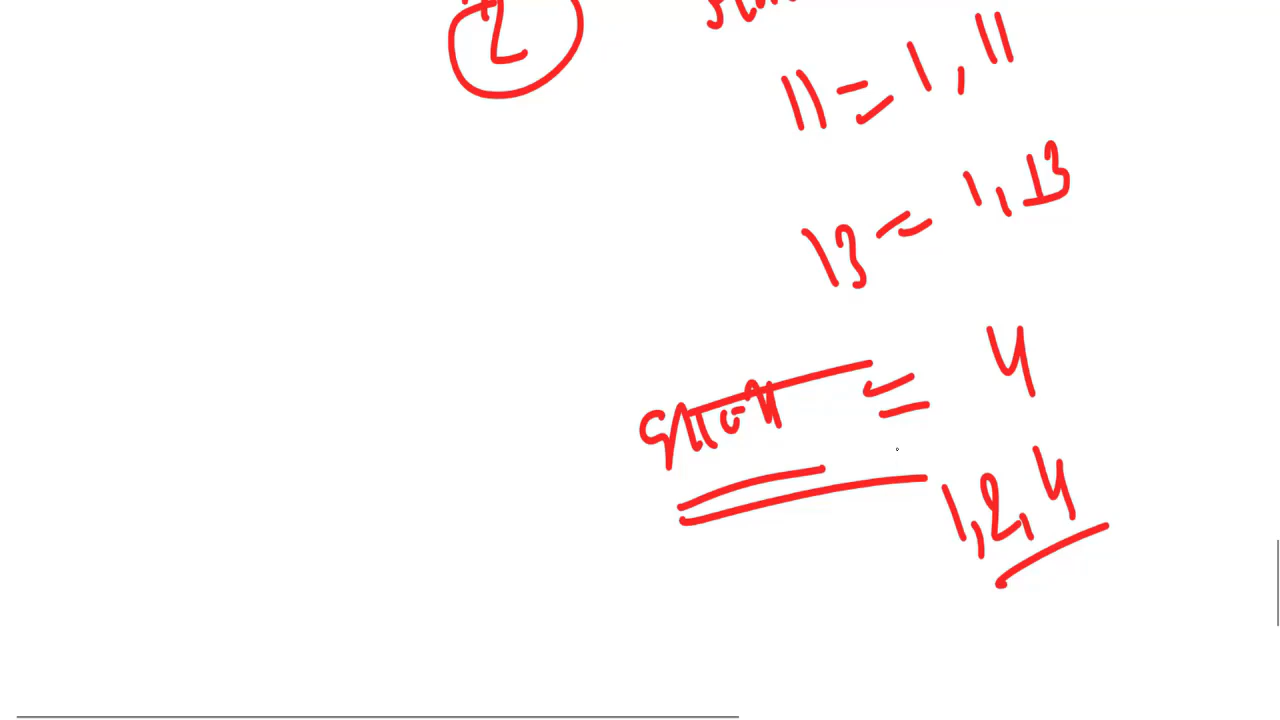 2
11 = 1, 11
13 = 1, 13
भाज्य = 4
1, 2, 4